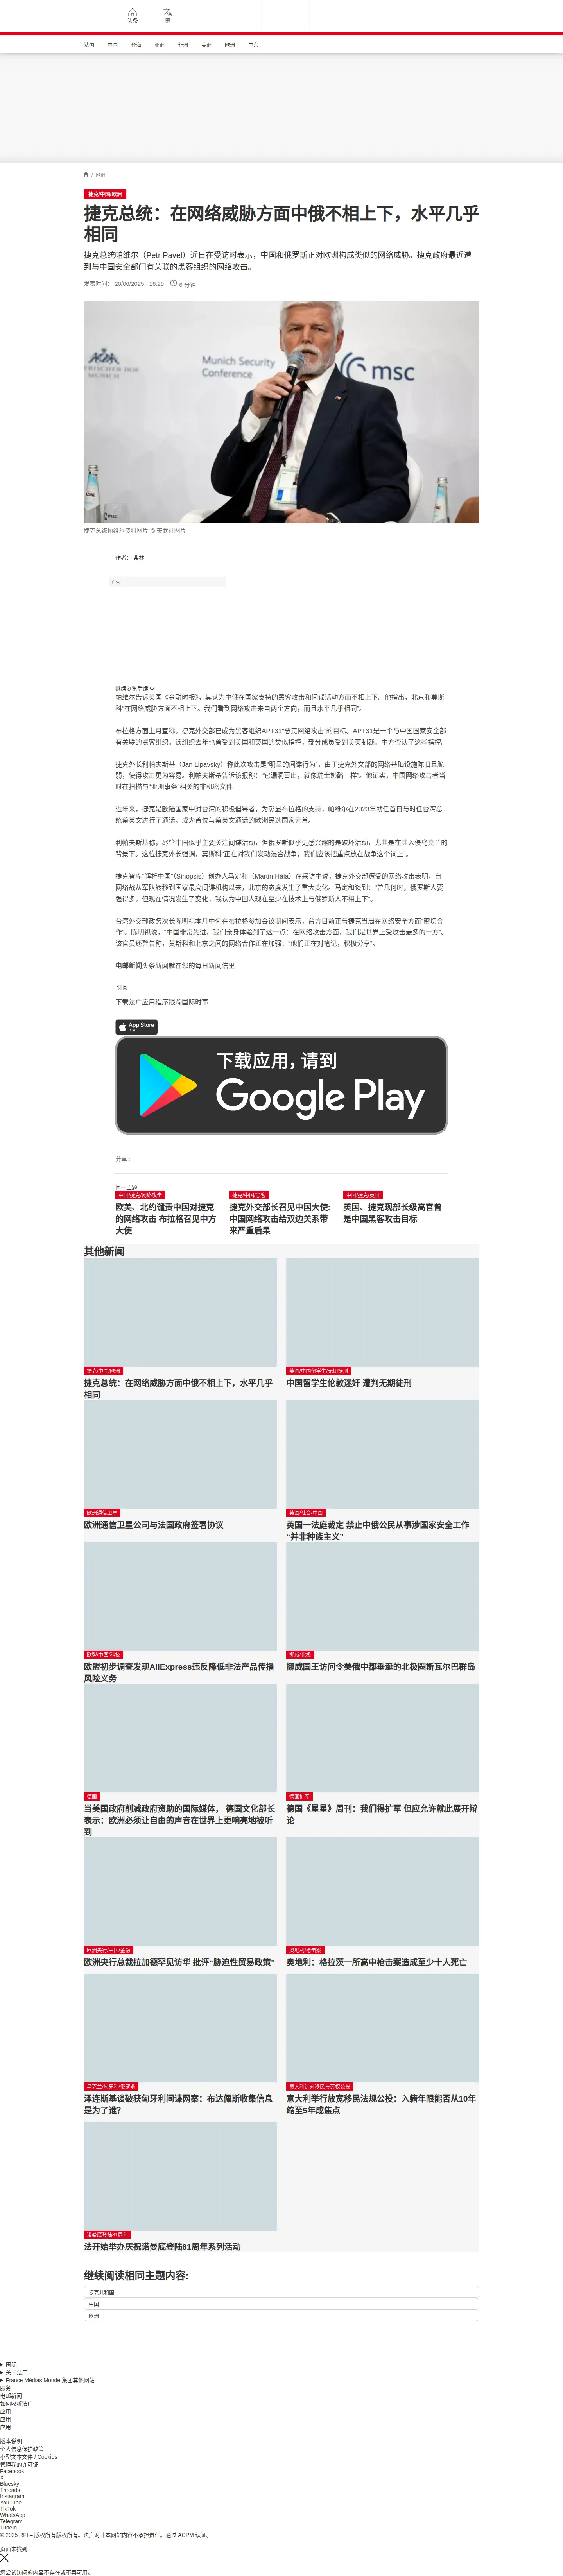 头条
繁
法国
中国
台海
亚洲
非洲
美洲
欧洲
中东
/ 欧洲
捷克/中国/欧洲
捷克总统：在网络威胁方面中俄不相上下，水平几乎
相同
捷克总统帕维尔（Petr Pavel）近日在受访时表示，中国和俄罗斯正对欧洲构成类似的网络威胁。捷克政府最近遭
到与中国安全部门有关联的黑客组织的网络攻击。
发表时间： 20/06/2025 - 16:29 6 分钟
Munich Security
Conference
msc
捷克总统帕维尔资料图片 © 美联社图片
作者： 弗林
广告
继续浏览后续
帕维尔告诉英国《金融时报》，其认为中俄在国家支持的黑客攻击和间谍活动方面不相上下。他指出，北京和莫斯
科“在网络威胁方面不相上下。我们看到网络攻击来自两个方向，而且水平几乎相同”。
布拉格方面上月宣称，捷克外交部已成为黑客组织APT31“恶意网络攻击”的目标。APT31是一个与中国国家安全部
有关联的黑客组织。该组织去年也曾受到美国和英国的类似指控，部分成员受到美英制裁。中方否认了这些指控。
捷克外长利帕夫斯基（Jan Lipavský）称此次攻击是“明显的间谍行为”，由于捷克外交部的网络基础设施陈旧且脆
弱，使得攻击更为容易。利帕夫斯基告诉该报称：“它漏洞百出，就像瑞士奶酪一样”。他证实，中国网络攻击者当
时在扫描与“亚洲事务”相关的非机密文件。
近年来，捷克是欧陆国家中对台湾的积极倡导者，为彰显布拉格的支持，帕维尔在2023年就任首日与时任台湾总
统蔡英文进行了通话，成为首位与蔡英文通话的欧洲民选国家元首。
利帕夫斯基称，尽管中国似乎主要关注间谍活动，但俄罗斯似乎更感兴趣的是破坏活动，尤其是在其入侵乌克兰的
背景下。这位捷克外长强调，莫斯科“正在对我们发动混合战争，我们应该把重点放在战争这个词上”。
捷克智库“解析中国”（Sinopsis）创办人马定和（Martin Hála）在采访中说，捷克外交部遭受的网络攻击表明，自
网络战从军队转移到国家最高间谍机构以来，北京的态度发生了重大变化。马定和谈到：“曾几何时，俄罗斯人要
强得多，但现在情况发生了变化。我认为中国人现在至少在技术上与俄罗斯人不相上下”。
台湾外交部政务次长陈明祺本月中旬在布拉格参加会议期间表示，台方目前正与捷克当局在网络安全方面“密切合
作”。陈明祺说，“中国非常先进，我们亲身体验到了这一点：在网络攻击方面，我们是世界上受攻击最多的一方”。
该官员还警告称，莫斯科和北京之间的网络合作正在加强：“他们正在对笔记，积极分享”。
电邮新闻头条新闻就在您的每日新闻信里
订阅
下载法广应用程序跟踪国际时事
App Store
下载
下载应用，请到
Google Play
分享 :
同一主题
中国/捷克/网络攻击
欧美、北约谴责中国对捷克
的网络攻击 布拉格召见中方
大使
捷克/中国/黑客
捷克外交部长召见中国大使:
中国网络攻击给双边关系带
来严重后果
中国/捷克/英国
英国、捷克现部长级高官曾
是中国黑客攻击目标
其他新闻
捷克/中国/欧洲
捷克总统：在网络威胁方面中俄不相上下，水平几乎
相同
英国/中国留学生/无期徒刑
中国留学生伦敦迷奸 遭判无期徒刑
欧洲通信卫星
欧洲通信卫星公司与法国政府签署协议
英国/社会/中国
英国一法庭裁定 禁止中俄公民从事涉国家安全工作
“并非种族主义”
欧盟/中国/科技
欧盟初步调查发现AliExpress违反降低非法产品传播
风险义务
挪威/北极
挪威国王访问令美俄中都垂涎的北极圈斯瓦尔巴群岛
德国
当美国政府削减政府资助的国际媒体， 德国文化部长
表示：欧洲必须让自由的声音在世界上更响亮地被听
到
德国扩军
德国《星星》周刊：我们得扩军 但应允许就此展开辩
论
欧洲央行/中国/金融
欧洲央行总裁拉加德罕见访华 批评“胁迫性贸易政策”
奥地利/枪击案
奥地利：格拉茨一所高中枪击案造成至少十人死亡
乌克兰/匈牙利/俄罗斯
泽连斯基谈破获匈牙利间谍网案：布达佩斯收集信息
是为了谁？
意大利针对移民与劳权公投
意大利举行放宽移民法规公投：入籍年限能否从10年
缩至5年成焦点
诺曼底登陆81周年
法开始举办庆祝诺曼底登陆81周年系列活动
继续阅读相同主题内容:
捷克共和国
中国
欧洲
国际
关于法广
France Médias Monde 集团其他网站
服务
电邮新闻
如何收听法广
应用
应用
应用
版本说明
个人信息保护政策
小型文本文件 / Cookies
管理我的许可证
Facebook
X
Bluesky
Threads
Instagram
YouTube
TikTok
WhatsApp
Telegram
TuneIn
© 2025 RFI – 版权所有版权所有。法广对非本网站内容不承担责任。通过 ACPM 认证。
页面未找到
您尝试访问的内容不存在或不再可用。